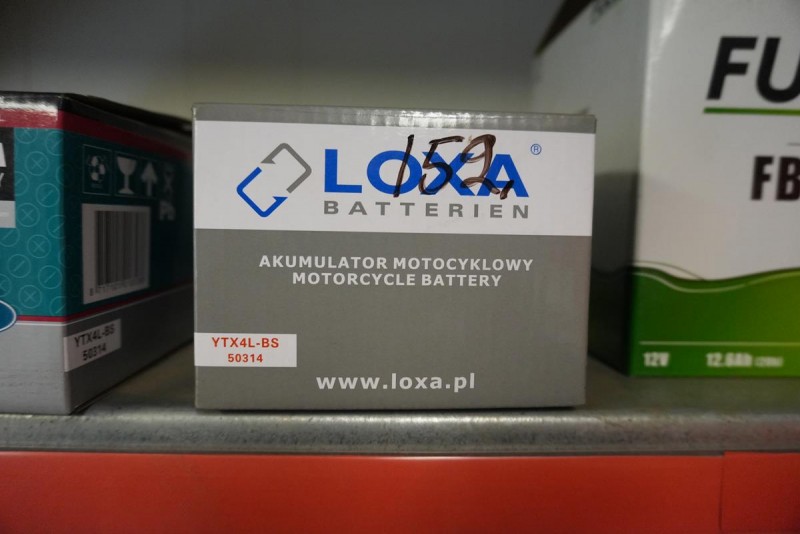 LOXA®
152,
BATTERIEN
AKUMULATOR MOTOCYKLOWY
MOTORCYCLE BATTERY
YTX4L-BS
50314
www.loxa.pl
YTX4L-BS
50314
FU
FB
12V 12.6Ah